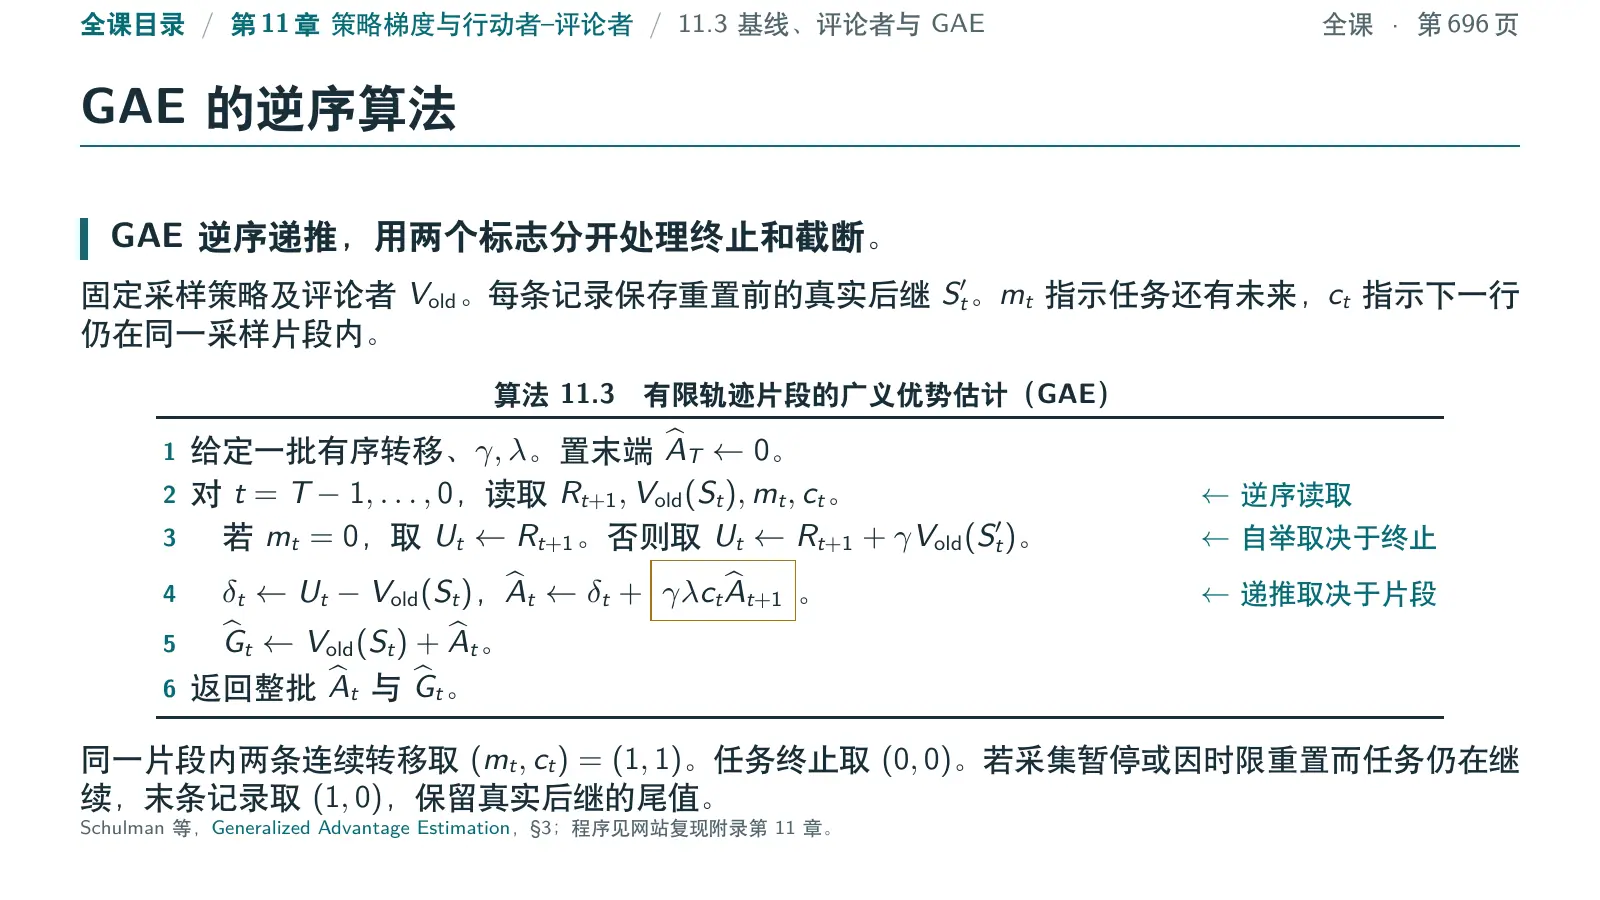 全课目录 / 第 11 章 策略梯度与行动者–评论者 / 11.3 基线、评论者与 GAE 全课 · 第 696 页
GAE 的逆序算法
GAE 逆序递推，用两个标志分开处理终止和截断。
固定采样策略及评论者 V_old。每条记录保存重置前的真实后继 S′_t。m_t 指示任务还有未来，c_t 指示下一行
仍在同一采样片段内。
算法 11.3 有限轨迹片段的广义优势估计（GAE）
1 给定一批有序转移、γ, λ。置末端 Â_T ← 0。
2 对 t = T − 1, . . . , 0，读取 R_{t+1}, V_old(S_t), m_t, c_t。 ← 逆序读取
3 若 m_t = 0，取 U_t ← R_{t+1}。否则取 U_t ← R_{t+1} + γV_old(S′_t)。 ← 自举取决于终止
4 δ_t ← U_t − V_old(S_t)，Â_t ← δ_t + γλc_tÂ_{t+1}。 ← 递推取决于片段
5 Ĝ_t ← V_old(S_t) + Â_t。
6 返回整批 Â_t 与 Ĝ_t。
同一片段内两条连续转移取 (m_t, c_t) = (1, 1)。任务终止取 (0, 0)。若采集暂停或因时限重置而任务仍在继
续，末条记录取 (1, 0)，保留真实后继的尾值。
Schulman 等，Generalized Advantage Estimation，§3；程序见网站复现附录第 11 章。